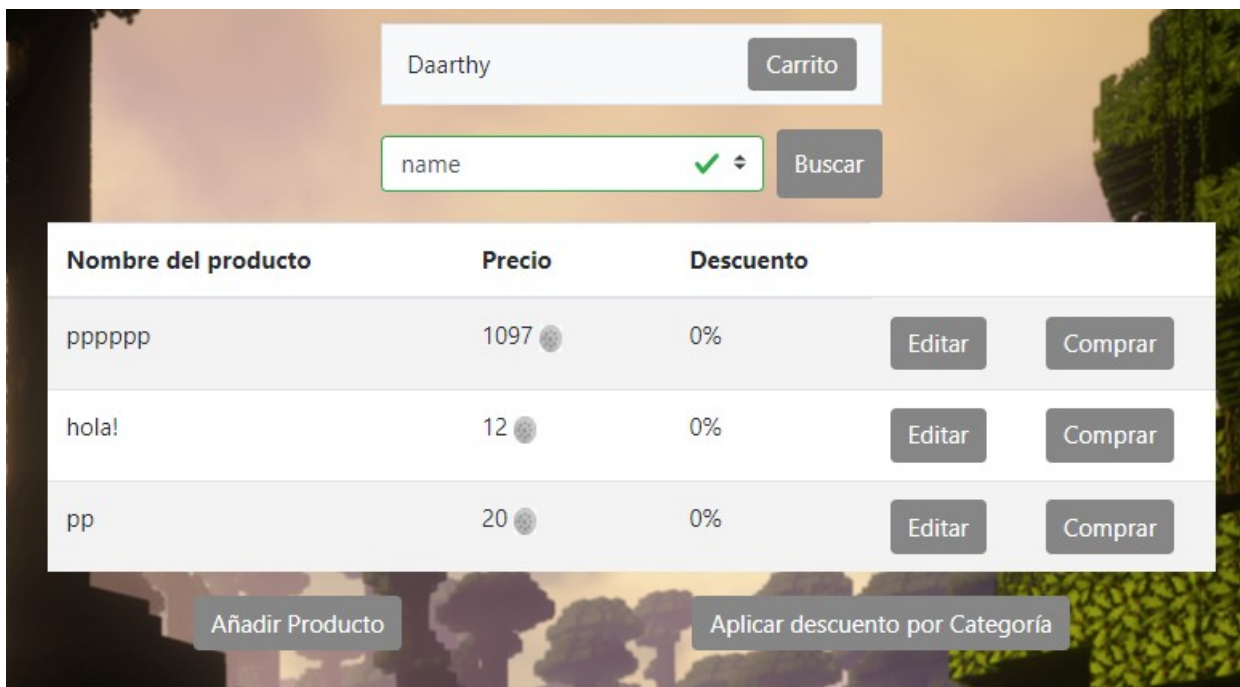 Daarthy Carrito
name Buscar
Nombre del producto Precio Descuento
pppppp 1097 0% Editar Comprar
hola! 12 0% Editar Comprar
pp 20 0% Editar Comprar
Añadir Producto Aplicar descuento por Categoría